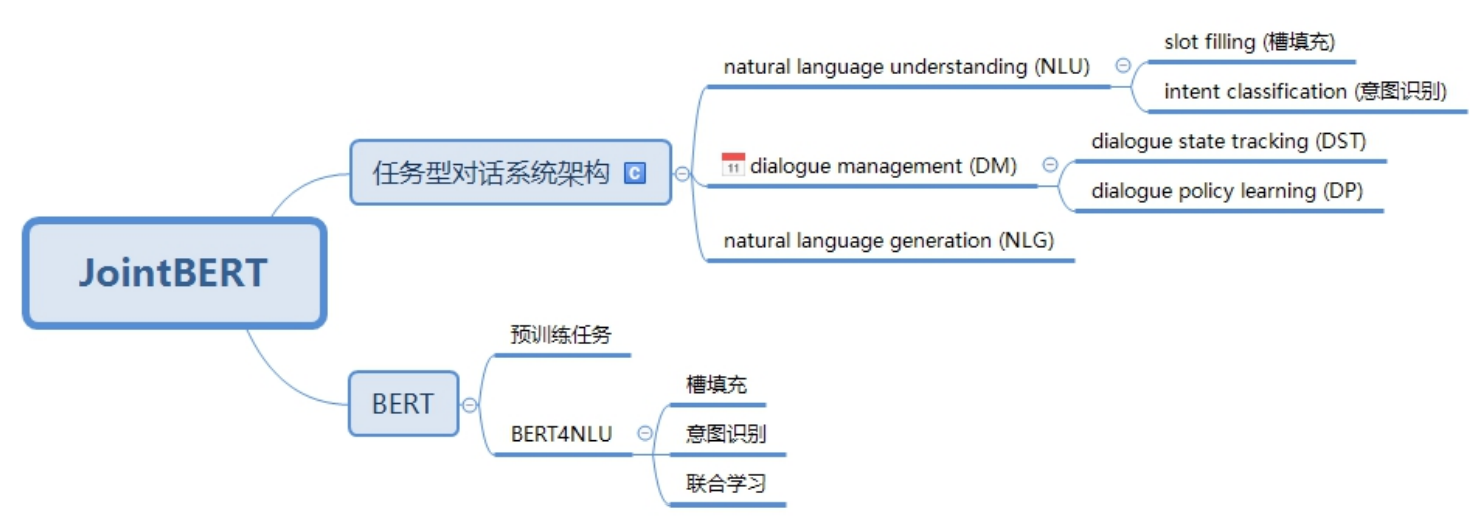 JointBERT
任务型对话系统架构 C
natural language understanding (NLU)
slot filling (槽填充)
intent classification (意图识别)
11 dialogue management (DM)
dialogue state tracking (DST)
dialogue policy learning (DP)
natural language generation (NLG)
BERT
预训练任务
BERT4NLU
槽填充
意图识别
联合学习